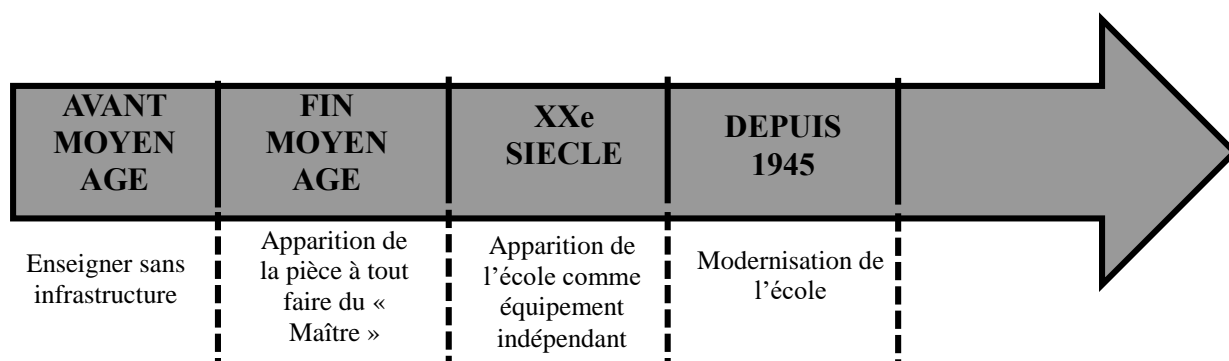 AVANT
MOYEN
AGE
FIN
MOYEN
AGE
XXe
SIECLE
DEPUIS
1945
Enseigner sans
infrastructure
Apparition de
la pièce à tout
faire du «
Maître »
Apparition de
l’école comme
équipement
indépendant
Modernisation de
l’école